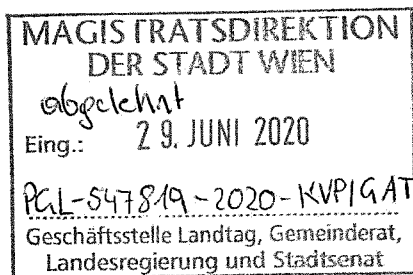 MAGISTRATSDIREKTION
DER STADT WIEN
abgelehnt
Eing.: 29. JUNI 2020
PGL-547819-2020-KVP/GAT
Geschäftsstelle Landtag, Gemeinderat,
Landesregierung und Stadtsenat